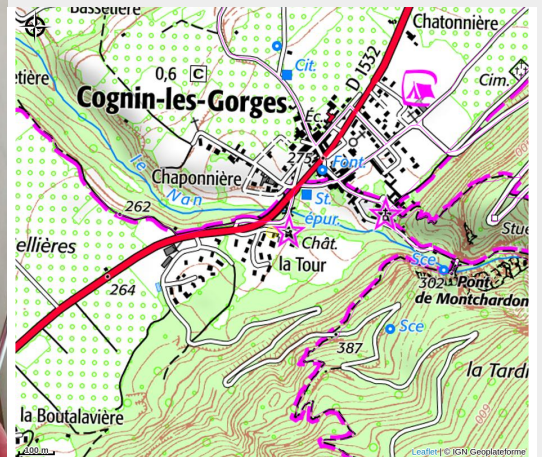 Bassetière
Chatonnière
Cit.
0,6 C
D 1532
Cim.
etière
Cognin-les-Gorges
Éc.
275
Font
Chaponnière
le Nan
St.
épur.
262
Chât.
ellières
la Tour
Stue
Sce
302 Pont
de Montchardon
264
Sce
387
la Tardi
600
la Boutalavière
100 m
Leaflet | © IGN Geoplateforme